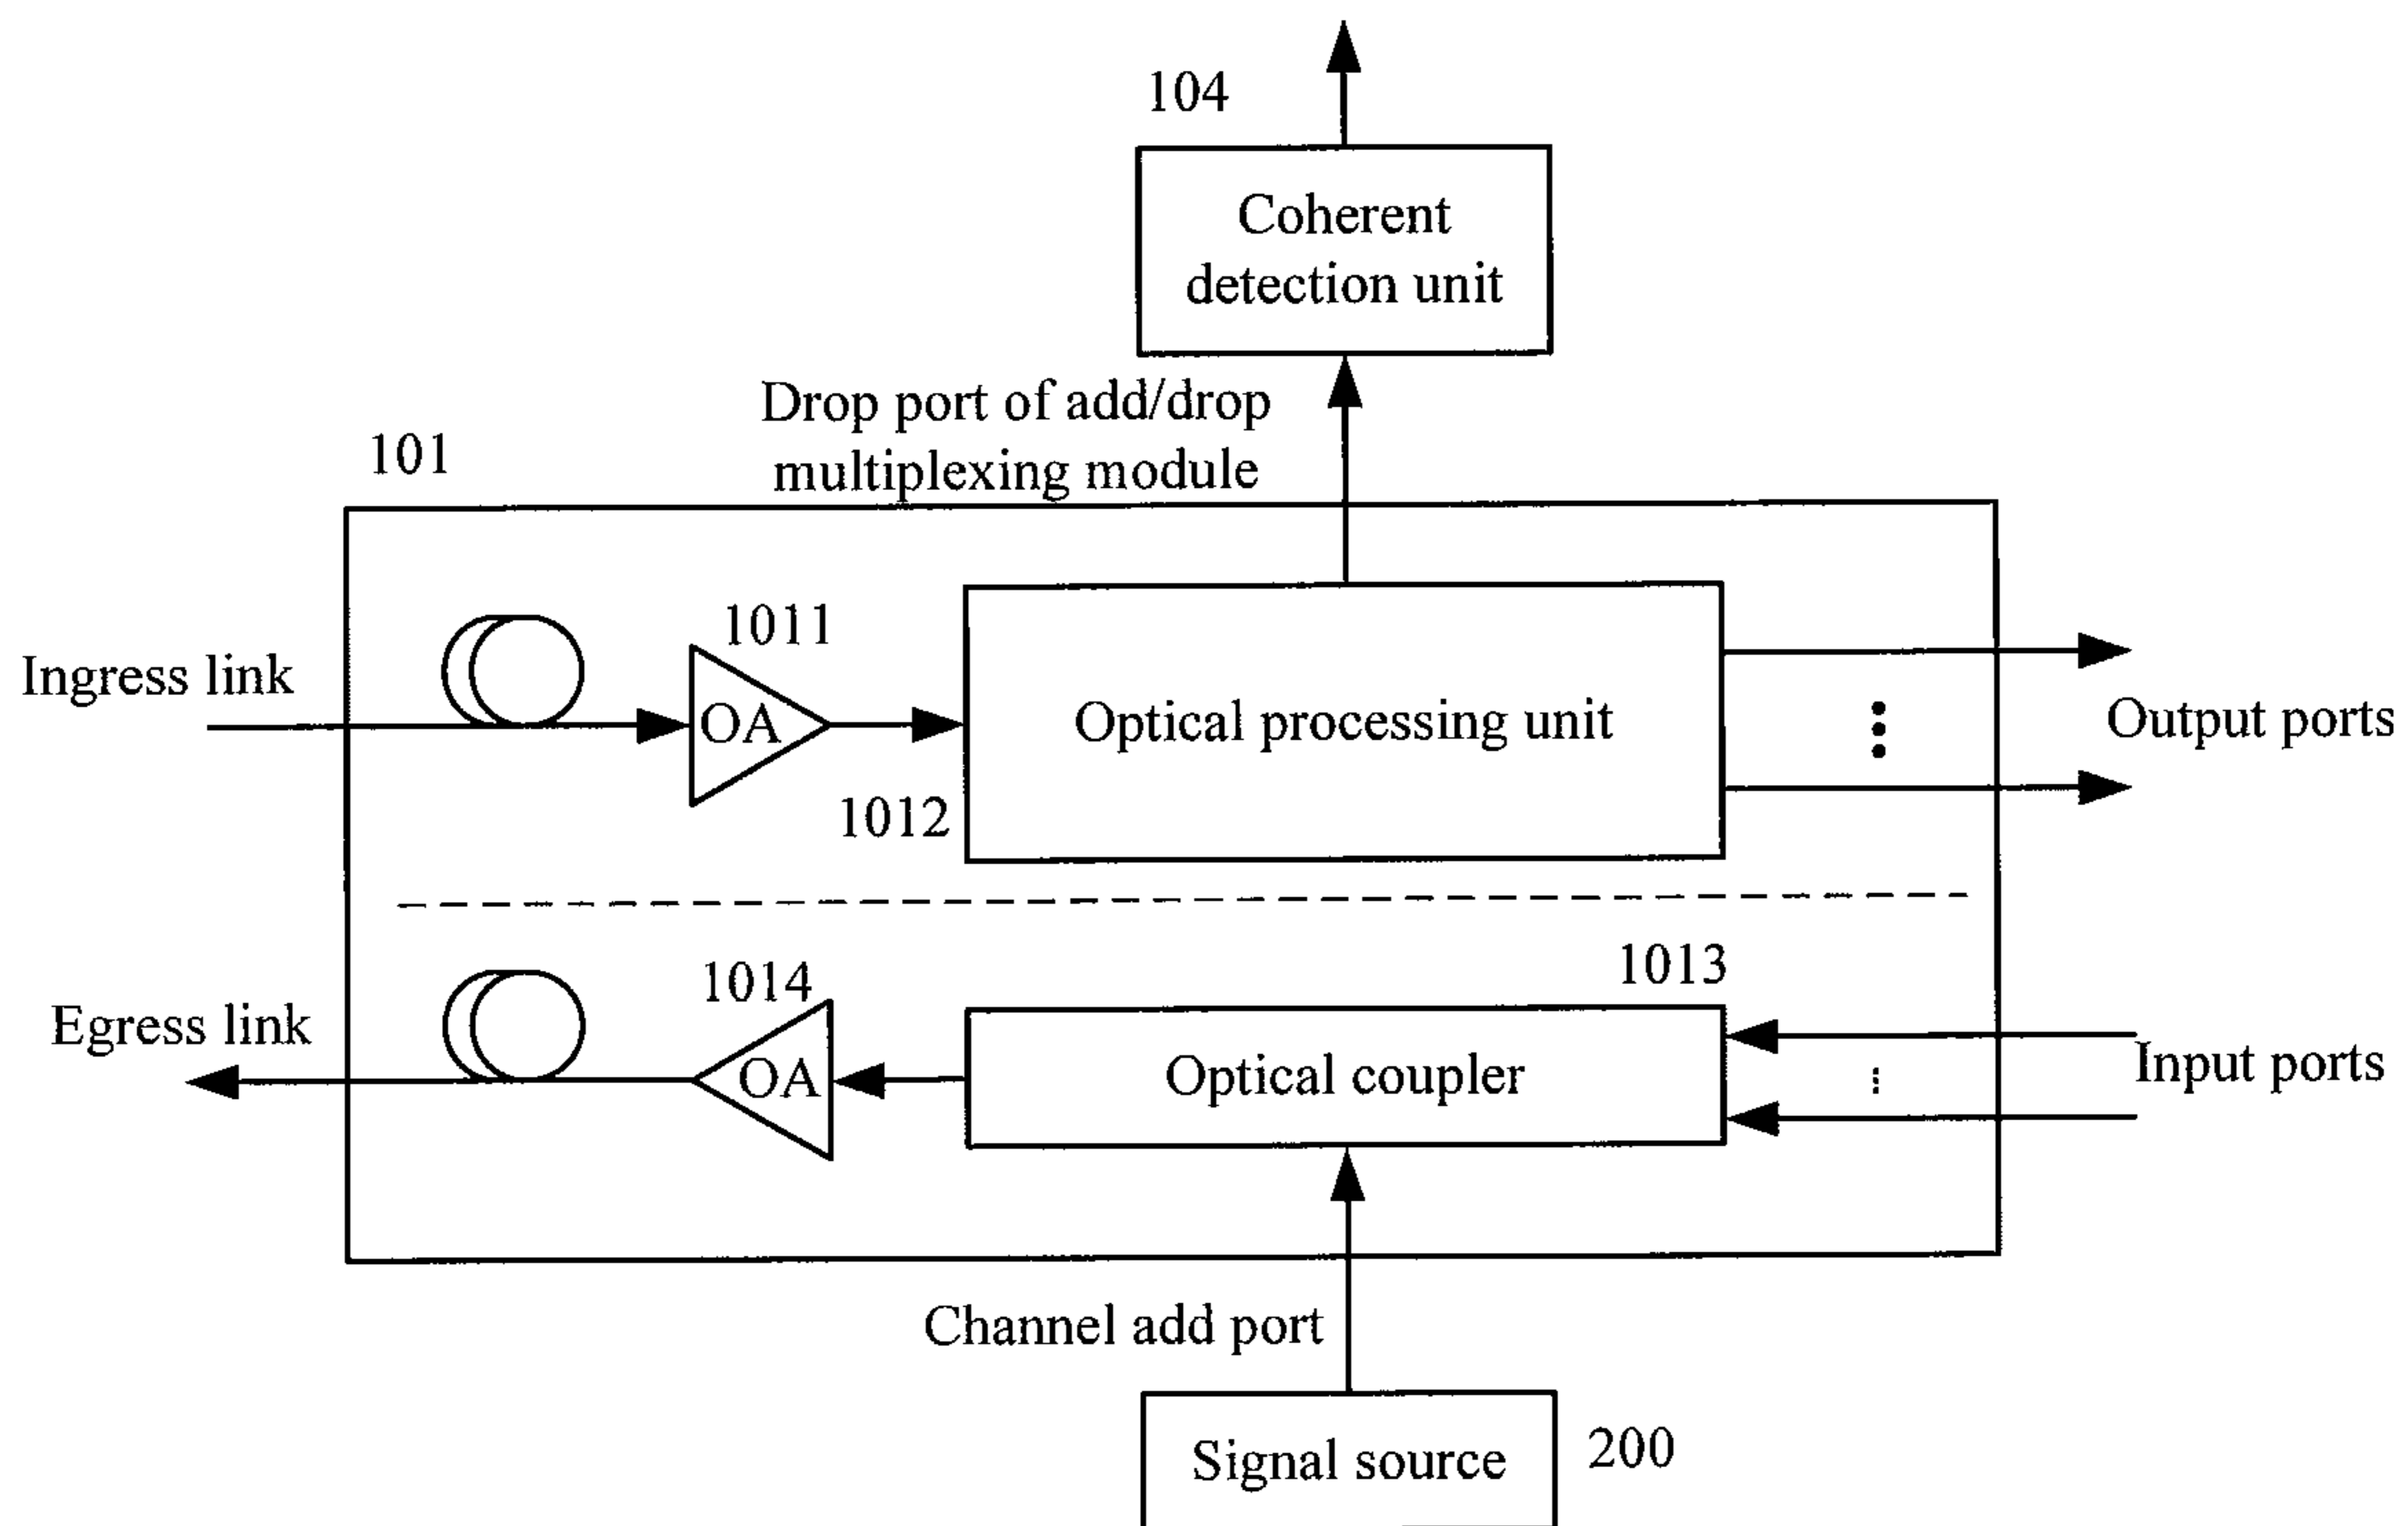 104
Coherent
detection unit
Drop port of add/drop
multiplexing module
101
1011
Ingress link
OA
Optical processing unit
Output ports
1012
1013
1014
Egress link
OA
Optical coupler
Input ports
Channel add port
Signal source
200